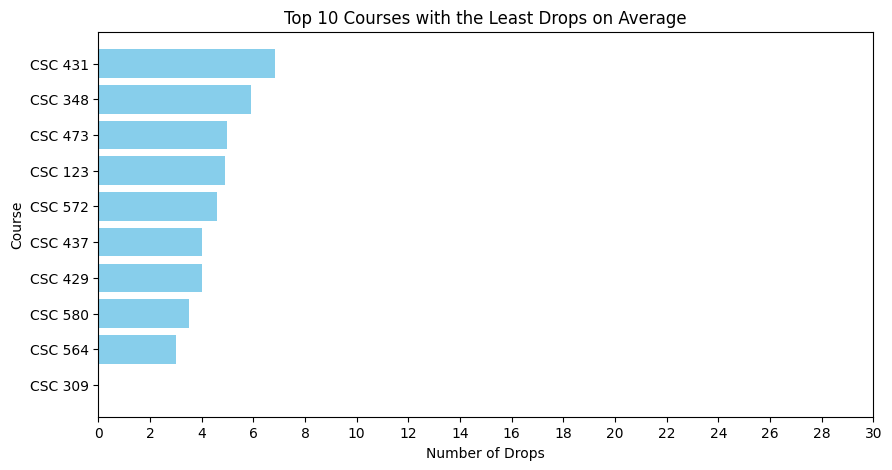 Top 10 Courses with the Least Drops on Average
CSC 431
CSC 348
CSC 473
CSC 123
CSC 572
CSC 437
CSC 429
CSC 580
CSC 564
CSC 309
Course
0 2 4 6 8 10 12 14 16 18 20 22 24 26 28 30
Number of Drops